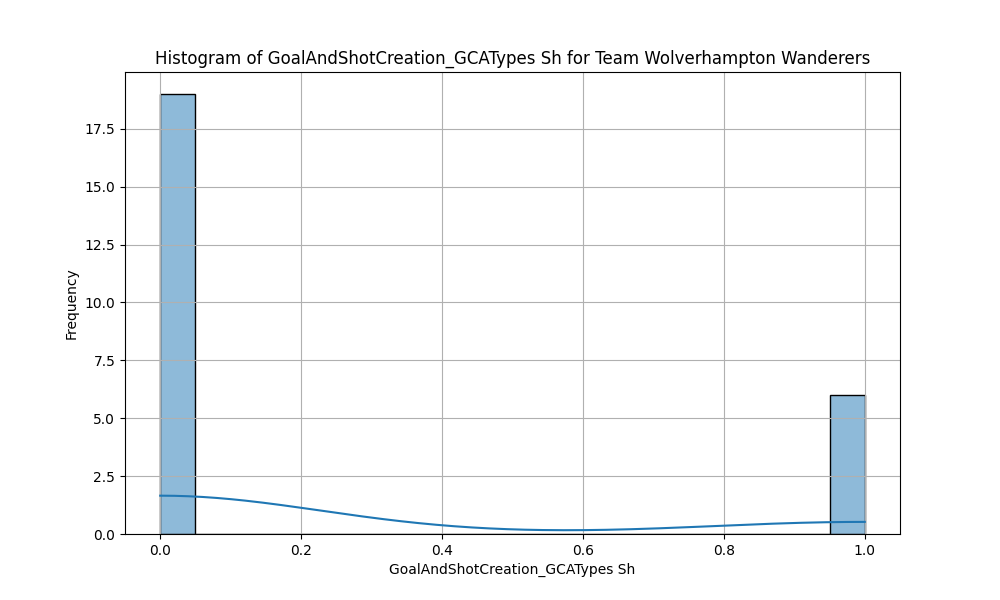 Histogram of GoalAndShotCreation_GCATypes Sh for Team Wolverhampton Wanderers
17.5
15.0
12.5
10.0
7.5
5.0
2.5
0.0
Frequency
0.0 0.2 0.4 0.6 0.8 1.0
GoalAndShotCreation_GCATypes Sh